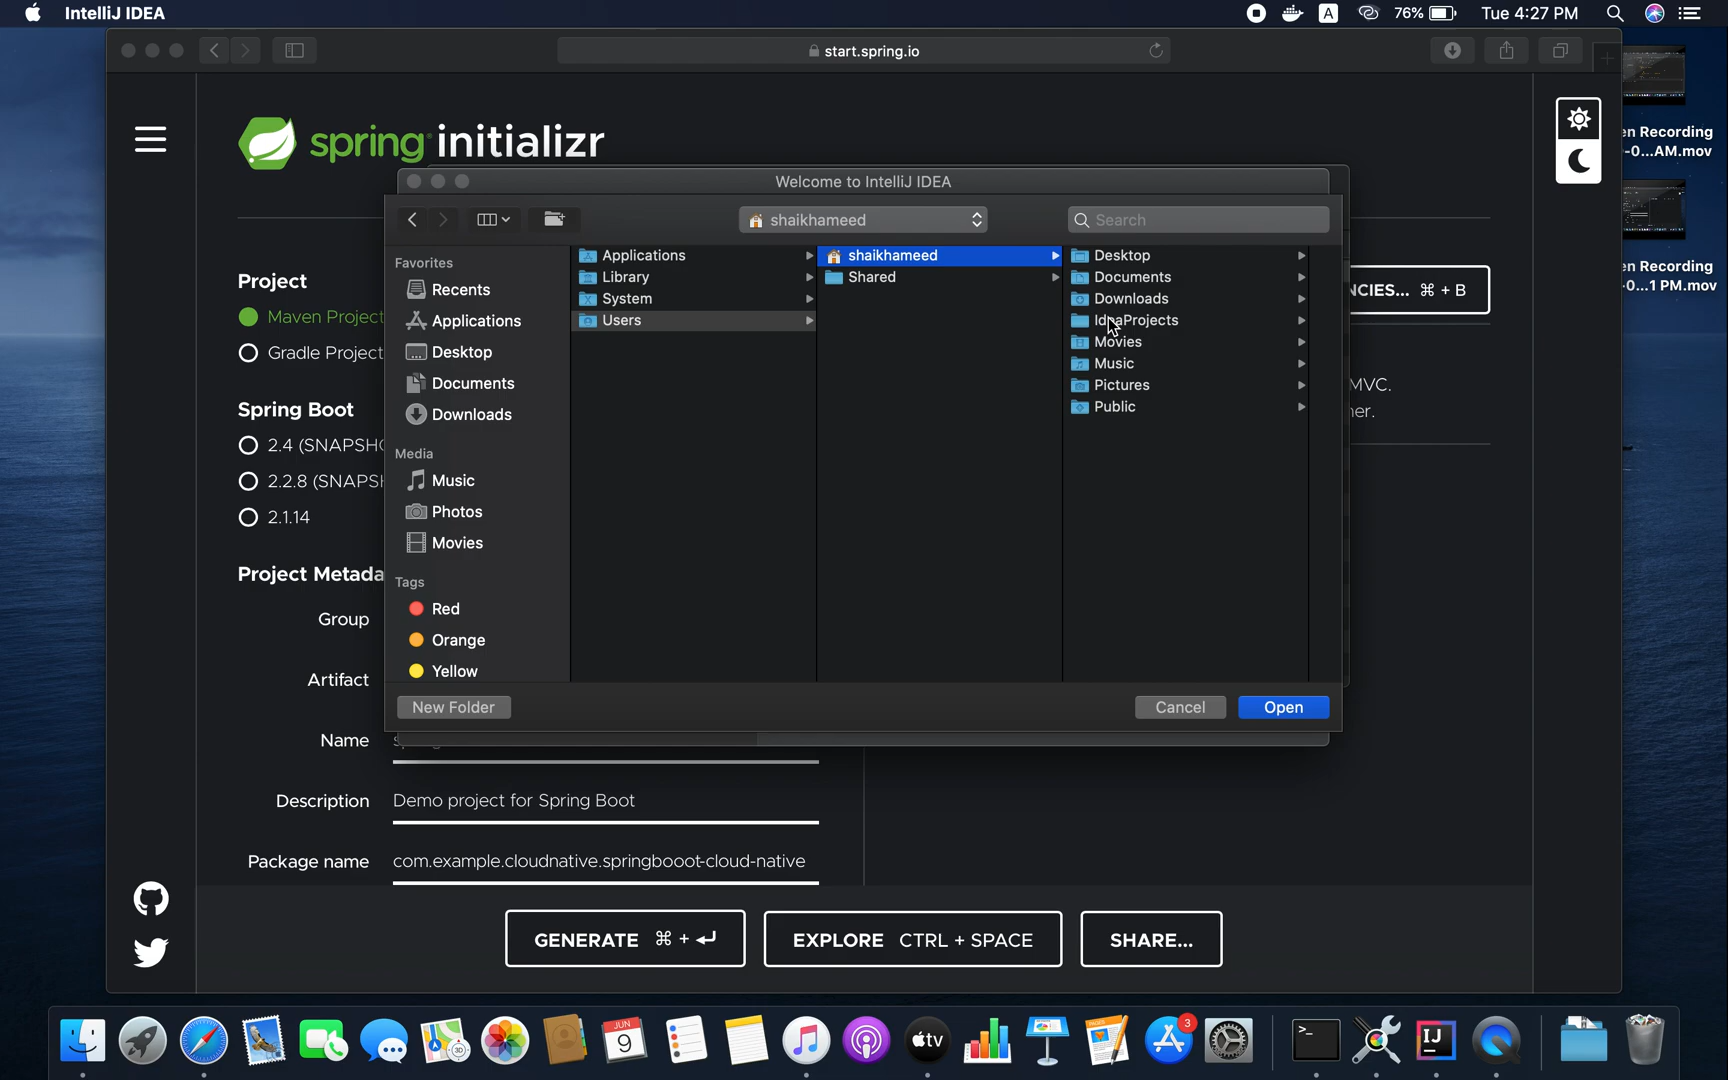 IntelliJ IDEA
A
76%
Tue 4:27 PM
start.spring.io
en Recording
-0...AM.mov
en Recording
-0...1 PM.mov
spring initializr
Welcome to IntelliJ IDEA
shaikhameed
Search
Favorites
Recents
Applications
Desktop
Documents
Downloads
Media
Music
Photos
Movies
Tags
Red
Orange
Yellow
Applications
Library
System
Users
shaikhameed
Shared
Desktop
Documents
Downloads
IdeaProjects
Movies
Music
Pictures
Public
New Folder
Cancel
Open
Project
Maven Project
Gradle Project
Spring Boot
2.4 (SNAPSHO
2.2.8 (SNAPSH
2.1.14
Project Metada
Group
Artifact
Name
Description
Demo project for Spring Boot
Package name
com.example.cloudnative.springbooot-cloud-native
NCIES... ⌘ + B
MVC.
ner.
GENERATE ⌘ + ↵
EXPLORE CTRL + SPACE
SHARE...
3D
JUN
9
tv
PAGES
3
>_
IJ